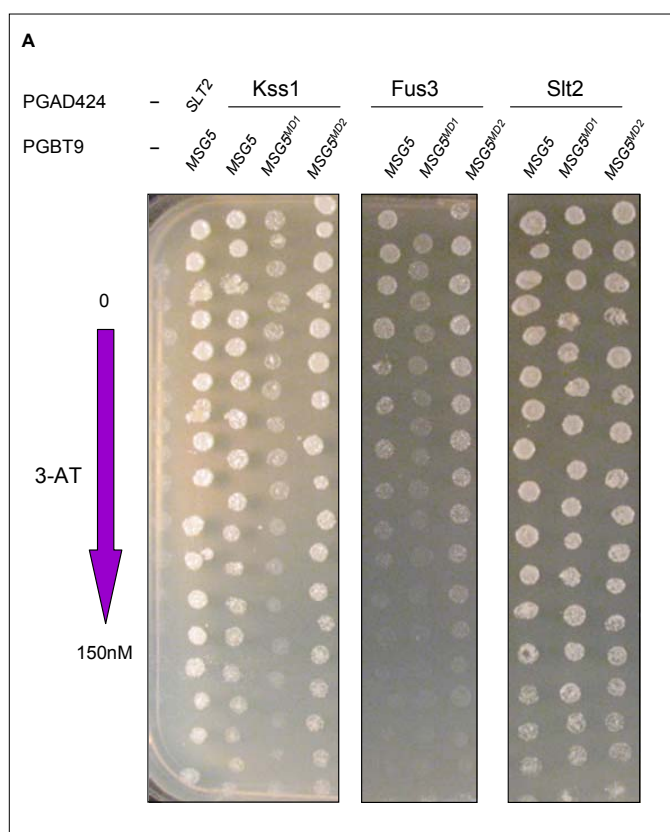 A
PGAD424 – SLT2 Kss1 Fus3 Slt2
PGBT9 – MSG5 MSG5 MSG5MD1 MSG5MD2 MSG5 MSG5MD1 MSG5MD2 MSG5 MSG5MD1 MSG5MD2
0
3-AT
150nM